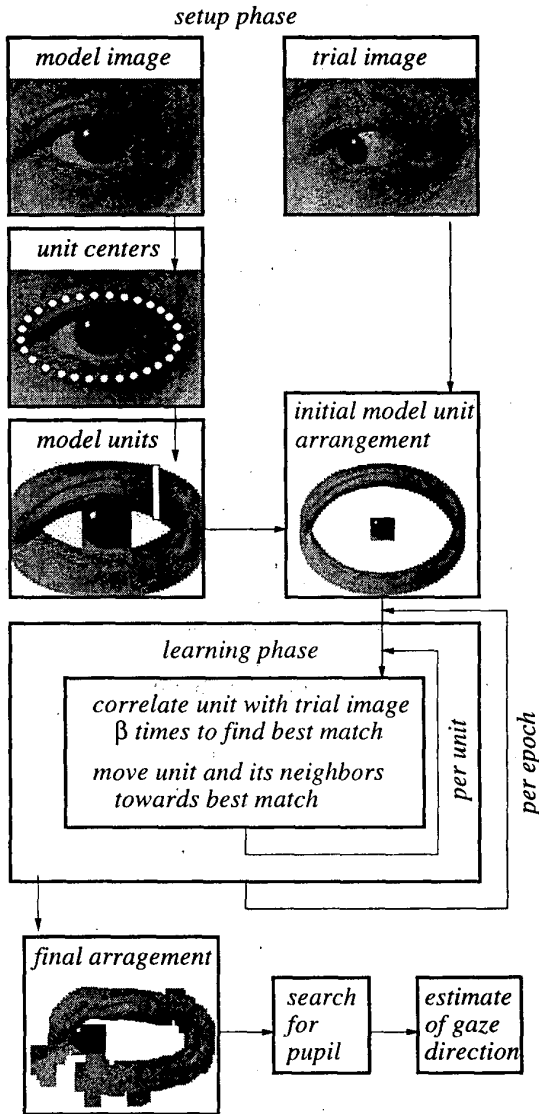 setup phase
model image
trial image
unit centers
model units
initial model unit
arrangement
learning phase
correlate unit with trial image
β times to find best match
move unit and its neighbors
towards best match
per unit
per epoch
final arragement
search
for
pupil
estimate
of gaze
direction